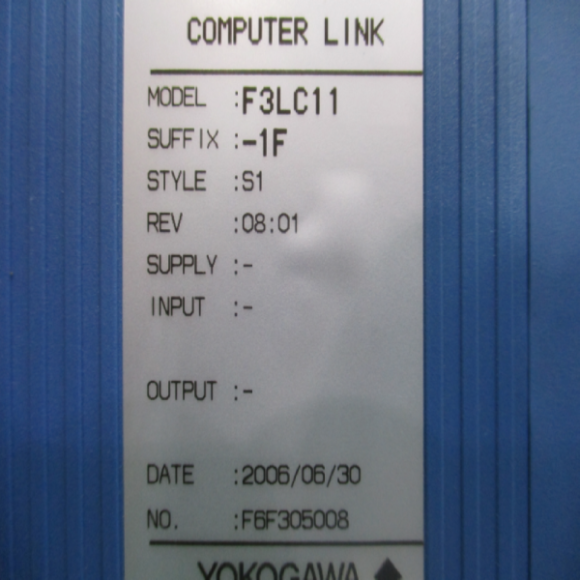 COMPUTER LINK
MODEL :F3LC11
SUFFIX :-1F
STYLE :S1
REV :08:01
SUPPLY :-
INPUT :-
OUTPUT :-
DATE :2006/06/30
NO. :F6F305008
YOKOGAWA